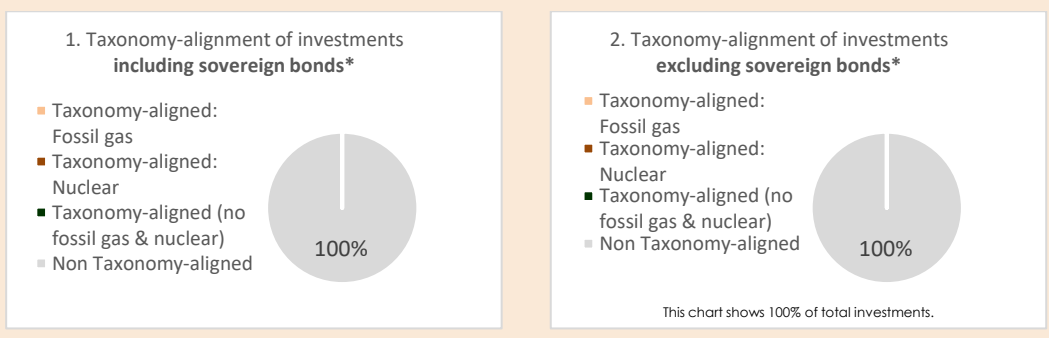 1. Taxonomy-alignment of investments
including sovereign bonds*
Taxonomy-aligned:
Fossil gas
Taxonomy-aligned:
Nuclear
Taxonomy-aligned (no
fossil gas & nuclear)
Non Taxonomy-aligned
100%
2. Taxonomy-alignment of investments
excluding sovereign bonds*
Taxonomy-aligned:
Fossil gas
Taxonomy-aligned:
Nuclear
Taxonomy-aligned (no
fossil gas & nuclear)
Non Taxonomy-aligned
100%
This chart shows 100% of total investments.